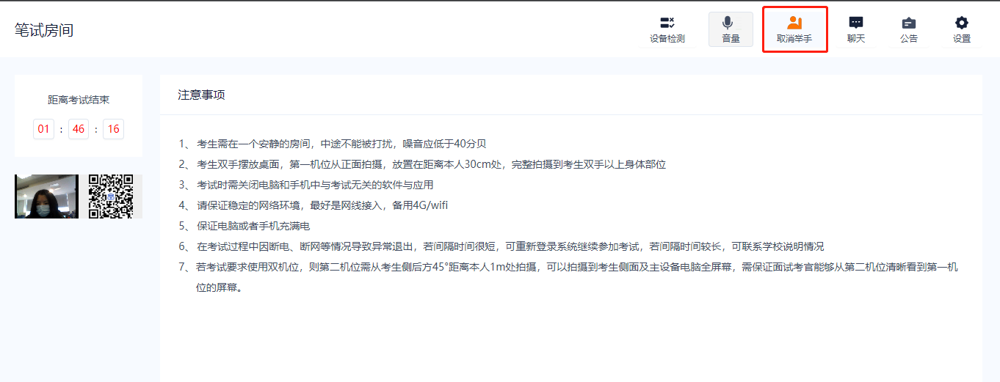 笔试房间
设备检测
音量
取消举手
聊天
公告
设置
距离考试结束
01 : 46 : 16
注意事项
1、 考生需在一个安静的房间，中途不能被打扰，噪音应低于40分贝
2、 考生双手摆放桌面，第一机位从正面拍摄，放置在距离本人30cm处，完整拍摄到考生双手以上身体部位
3、 考试时需关闭电脑和手机中与考试无关的软件与应用
4、 请保证稳定的网络环境，最好是网线接入，备用4G/wifi
5、 保证电脑或者手机充满电
6、 在考试过程中因断电、断网等情况导致异常退出，若间隔时间很短，可重新登录系统继续参加考试，若间隔时间较长，可联系学校说明情况
7、 若考试要求使用双机位，则第二机位需从考生侧后方45°距离本人1m处拍摄，可以拍摄到考生侧面及主设备电脑全屏幕，需保证面试考官能够从第二机位清晰看到第一机
位的屏幕。